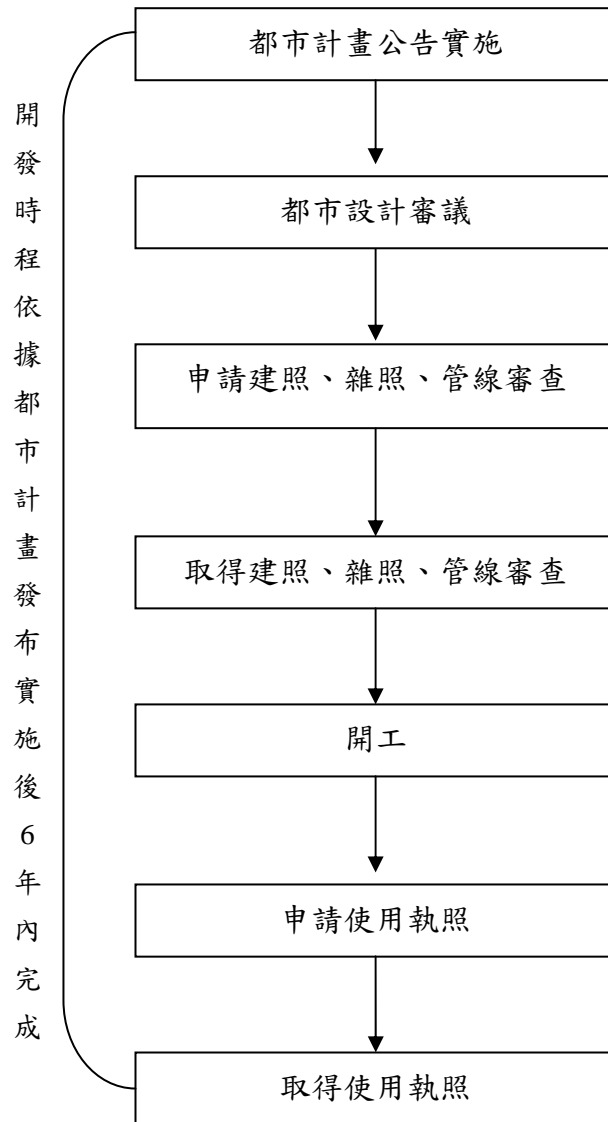 都市計畫公告實施
開發時程依據都市計畫發布實施後6年內完成
都市設計審議
申請建照、雜照、管線審查
取得建照、雜照、管線審查
開工
申請使用執照
取得使用執照